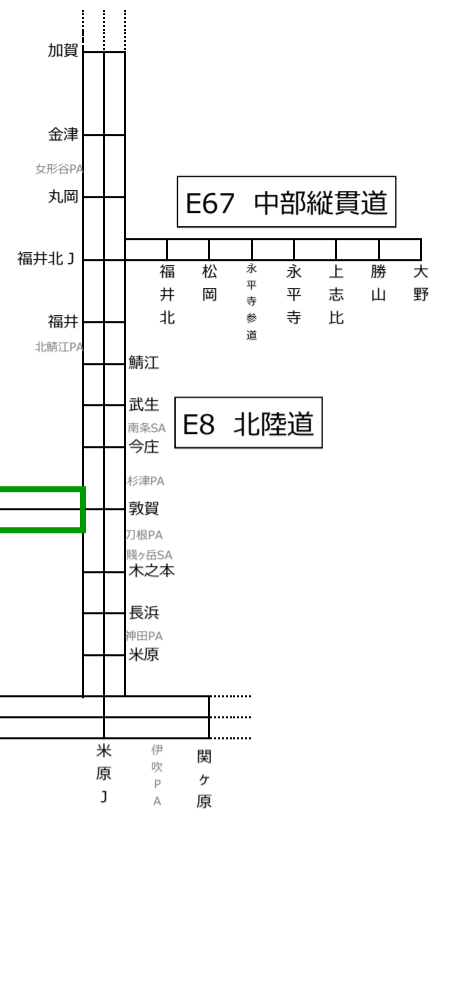 加賀
金津
女形谷PA
丸岡
E67 中部縦貫道
福井北J
福井北
松岡
永平寺参道
永平寺
上志比
勝山
大野
福井
北鯖江PA
鯖江
武生
南条SA
E8 北陸道
今庄
杉津PA
敦賀
刀根PA
賤ヶ岳SA
木之本
長浜
神田PA
米原
米原J
伊吹PA
関ヶ原